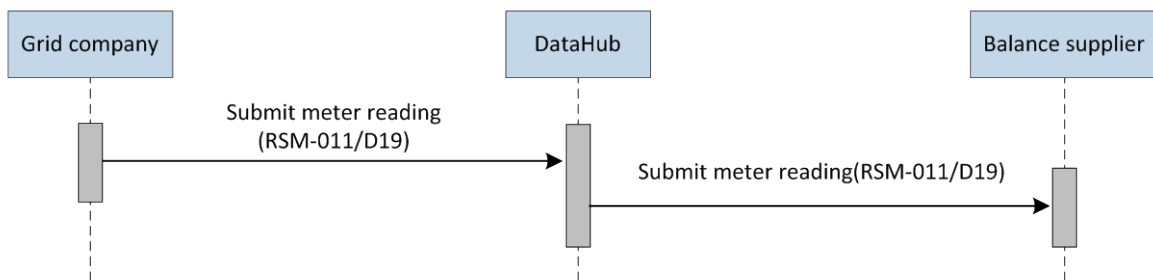 Grid company
DataHub
Balance supplier
Submit meter reading
(RSM-011/D19)
Submit meter reading(RSM-011/D19)